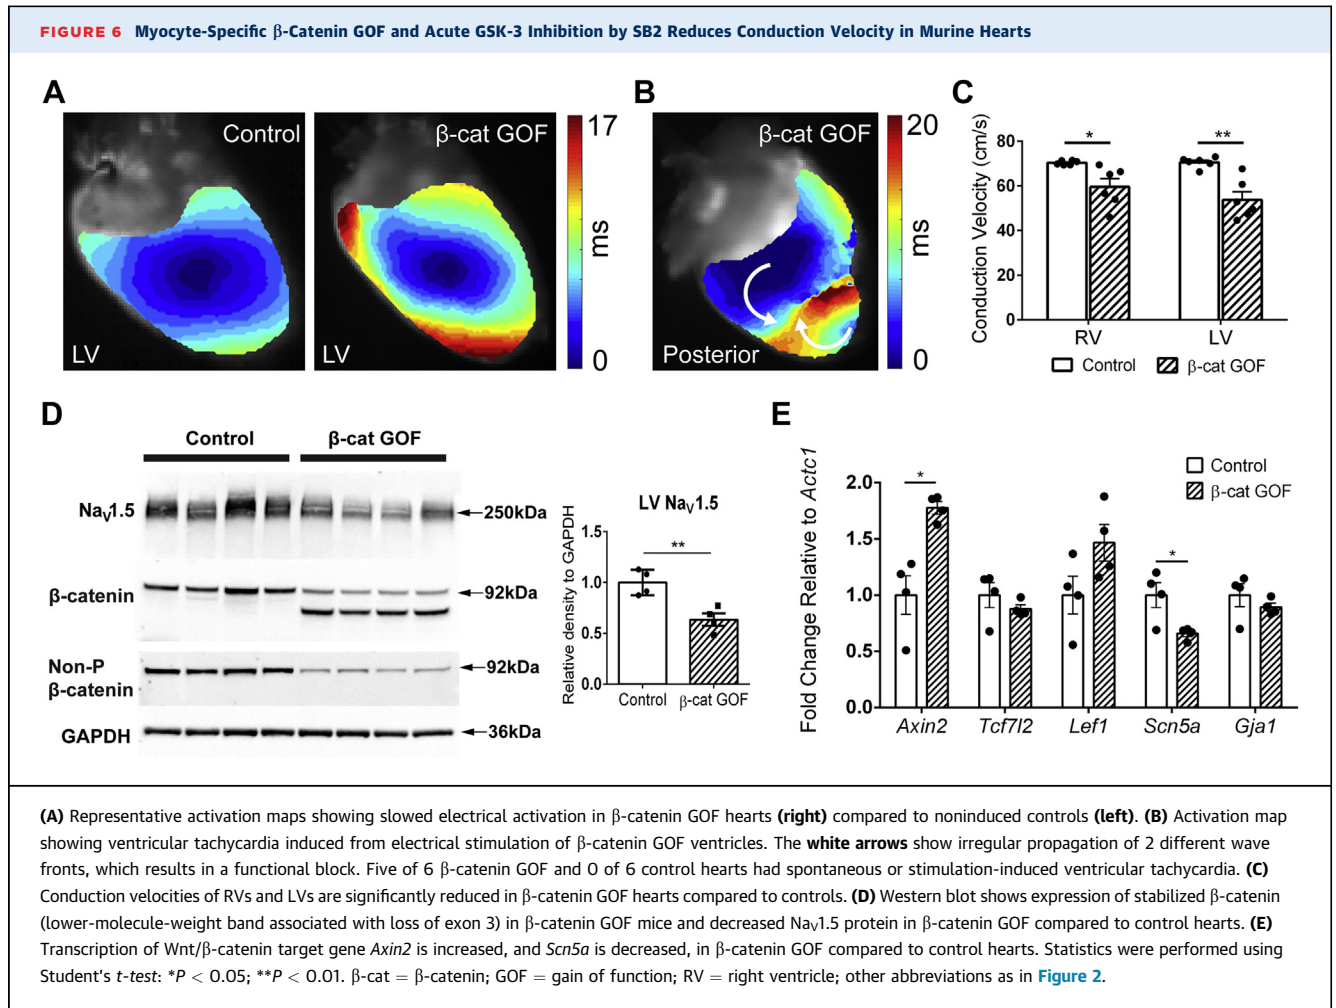 FIGURE 6 Myocyte-Specific β-Catenin GOF and Acute GSK-3 Inhibition by SB2 Reduces Conduction Velocity in Murine Hearts
A
Control
LV
β-cat GOF
LV
17
ms
0
B
β-cat GOF
Posterior
20
ms
0
C
Conduction Velocity (cm/s)
80
60
40
20
0
*
**
RV
LV
Control
β-cat GOF
D
Control
β-cat GOF
NaV1.5
250kDa
β-catenin
92kDa
Non-P
β-catenin
92kDa
GAPDH
36kDa
LV NaV1.5
Relative density to GAPDH
1.5
1.0
0.5
0.0
**
Control
β-cat GOF
E
Control
β-cat GOF
Fold Change Relative to Actc1
2.0
1.5
1.0
0.5
0.0
*
*
Axin2
Tcf7l2
Lef1
Scn5a
Gja1
(A) Representative activation maps showing slowed electrical activation in β-catenin GOF hearts (right) compared to noninduced controls (left). (B) Activation map
showing ventricular tachycardia induced from electrical stimulation of β-catenin GOF ventricles. The white arrows show irregular propagation of 2 different wave
fronts, which results in a functional block. Five of 6 β-catenin GOF and 0 of 6 control hearts had spontaneous or stimulation-induced ventricular tachycardia. (C)
Conduction velocities of RVs and LVs are significantly reduced in β-catenin GOF hearts compared to controls. (D) Western blot shows expression of stabilized β-catenin
(lower-molecule-weight band associated with loss of exon 3) in β-catenin GOF mice and decreased NaV1.5 protein in β-catenin GOF compared to control hearts. (E)
Transcription of Wnt/β-catenin target gene Axin2 is increased, and Scn5a is decreased, in β-catenin GOF compared to control hearts. Statistics were performed using
Student's t-test: *P < 0.05; **P < 0.01. β-cat = β-catenin; GOF = gain of function; RV = right ventricle; other abbreviations as in Figure 2.